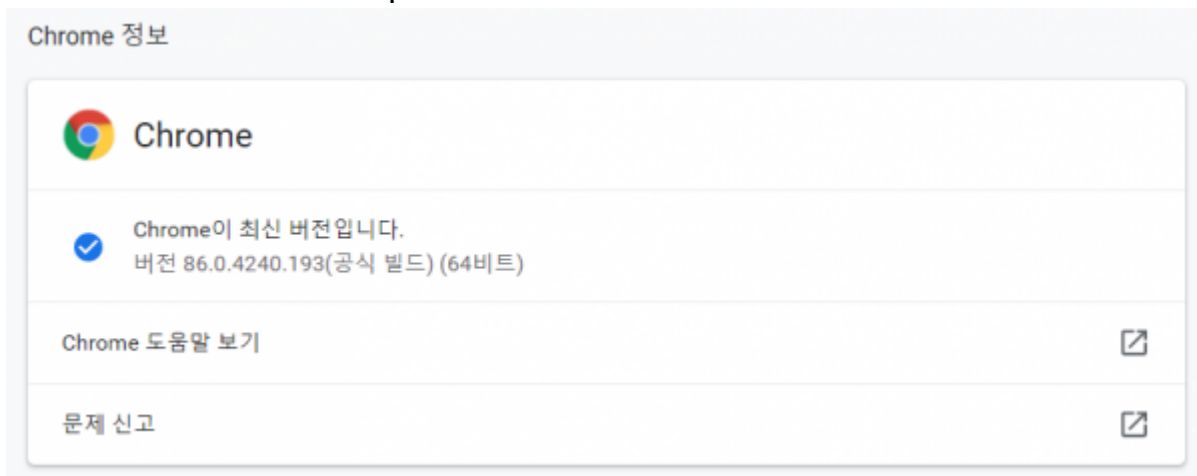 Chrome 정보
Chrome
Chrome이 최신 버전입니다.
버전 86.0.4240.193(공식 빌드) (64비트)
Chrome 도움말 보기
문제 신고